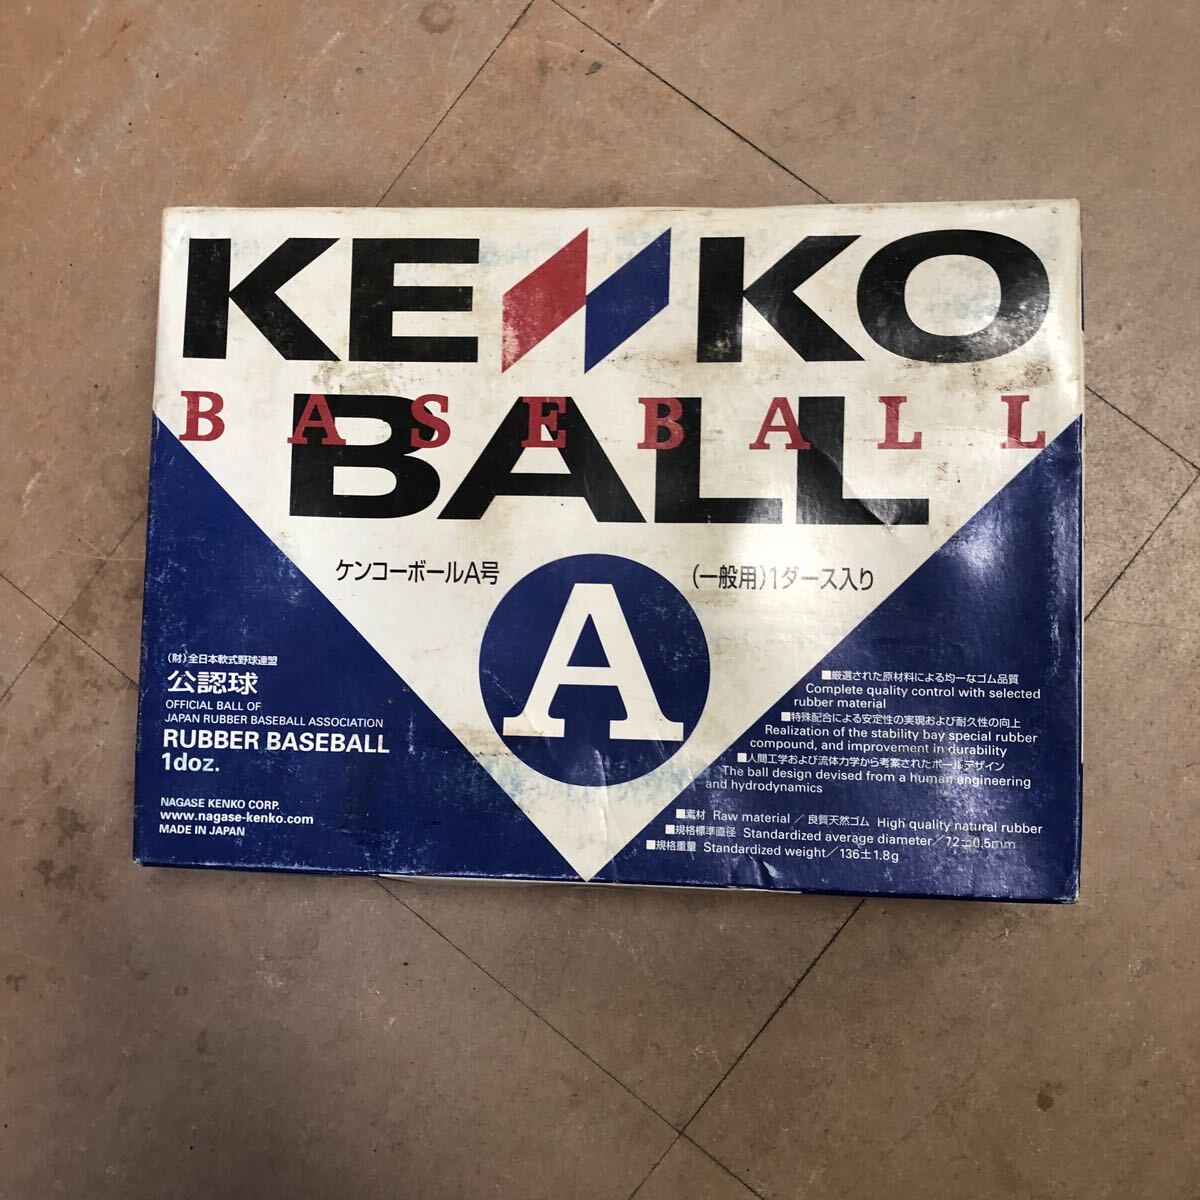 KENKO
BASEBALL
BALL
ケンコーボールA号
(一般用)1ダース入り
A
(財)全日本軟式野球連盟
公認球
OFFICIAL BALL OF
JAPAN RUBBER BASEBALL ASSOCIATION
RUBBER BASEBALL
1doz.
NAGASE KENKO CORP.
www.nagase-kenko.com
MADE IN JAPAN
■厳選された原材料による均一なゴム品質
Complete quality control with selected
rubber material
■特殊配合による安定性の実現および耐久性の向上
Realization of the stability bay special rubber
compound, and improvement in durability
■人間工学および流体力学から考案されたボールデザイン
The ball design devised from a human engineering
and hydrodynamics
■素材 Raw material／良質天然ゴム High quality natural rubber
■規格標準直径 Standardized average diameter／72±0.5mm
■規格重量 Standardized weight／136±1.8g